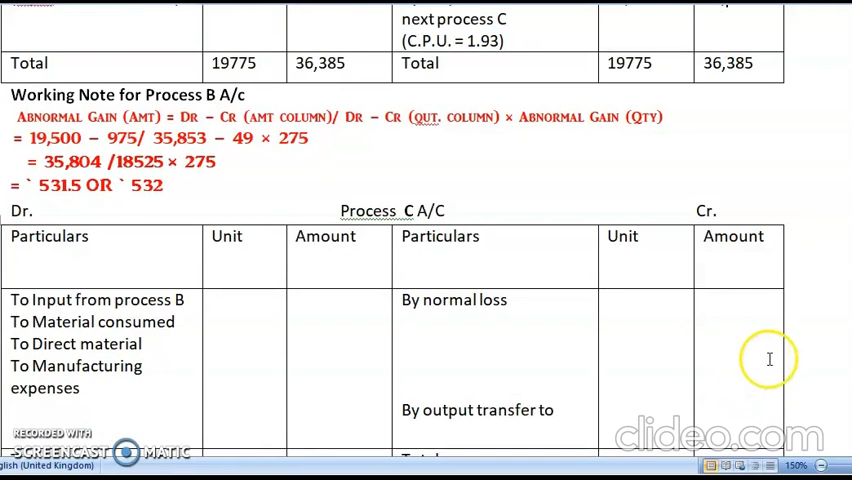 next process C
(C.P.U. = 1.93)
Total 19775 36,385 Total 19775 36,385
Working Note for Process B A/c
Abnormal Gain (Amt) = Dr – Cr (amt column)/ Dr – Cr (qut. column) × Abnormal Gain (Qty)
= 19,500 – 975/ 35,853 – 49 × 275
= 35,804 /18525 × 275
= ` 531.5 OR ` 532
Dr. Process C A/C Cr.
Particulars Unit Amount Particulars Unit Amount
To Input from process B By normal loss
To Material consumed
To Direct material
To Manufacturing
expenses
By output transfer to
RECORDED WITH
SCREENCAST MATIC
clideo.com
glish (United Kingdom) 150%